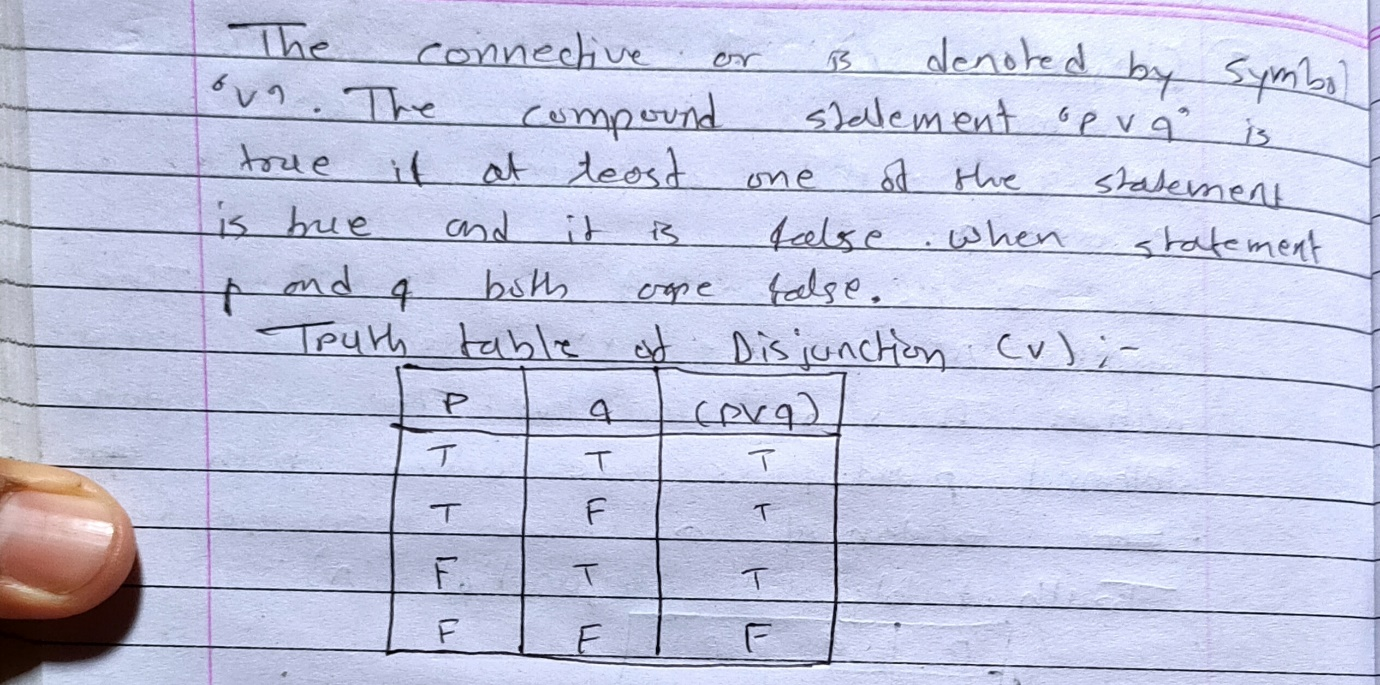 The connective or is denoted by symbol
‘v’. The compound statement “p v q” is
true if at least one of the statement
is true and it is false. when statement
p and q both are false.
Truth table of Disjunction (v) :-
P q (pvq)
T T T
T F T
F T T
F F F